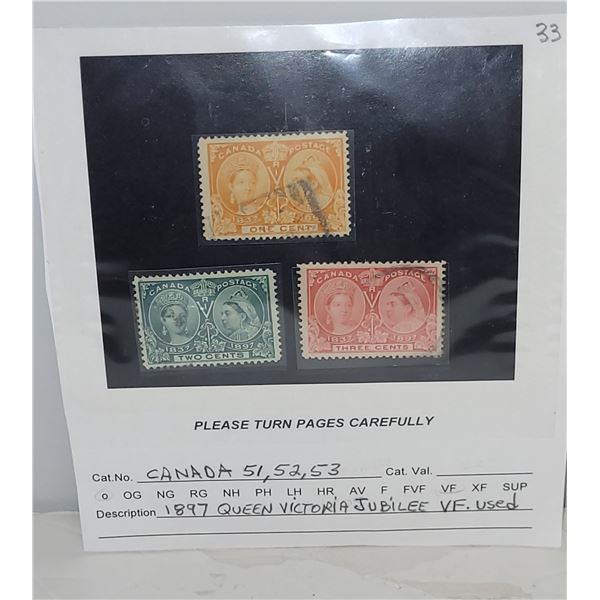 33
CANADA POSTAGE
1837 1897
ONE CENT
CANADA POSTAGE
1837 1897
TWO CENTS
CANADA POSTAGE
1837 1897
THREE CENTS
PLEASE TURN PAGES CAREFULLY
Cat.No. CANADA 51,52,53 Cat. Val.
O OG NG RG NH PH LH HR AV F FVF VF XF SUP
Description 1897 QUEEN VICTORIA JUBILEE VF. used